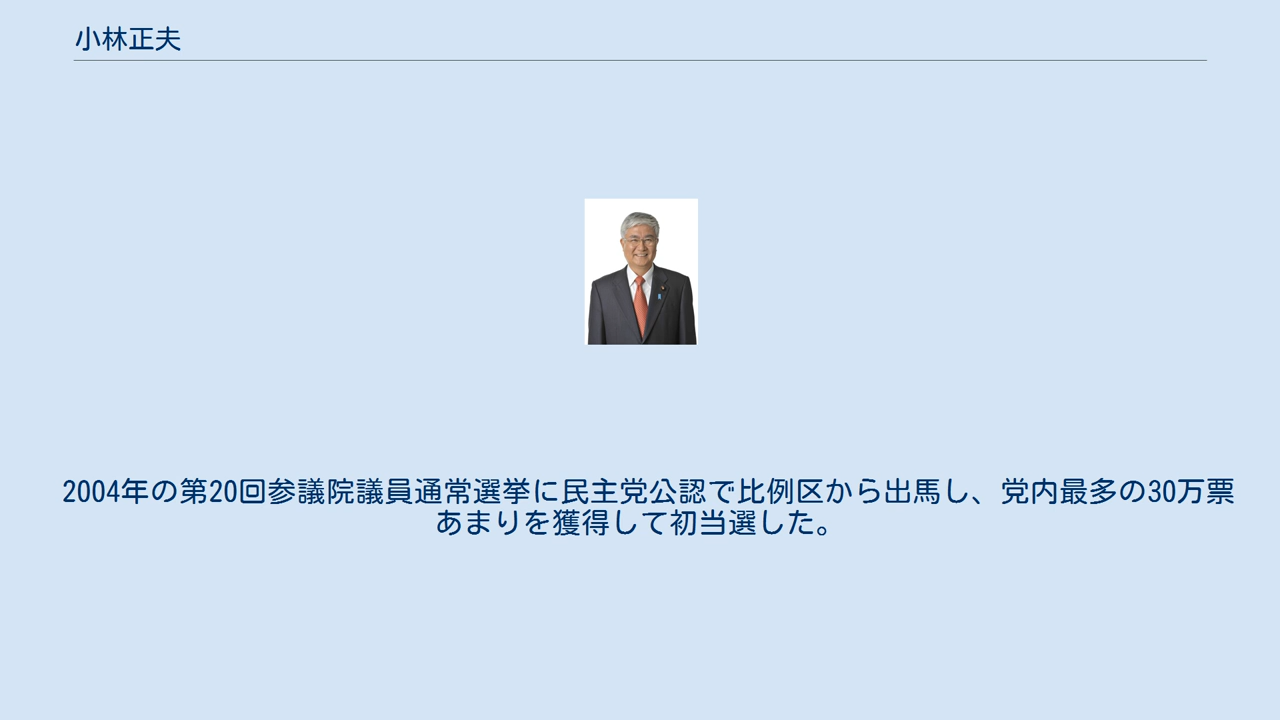 小林正夫
2004年の第20回参議院議員通常選挙に民主党公認で比例区から出馬し、党内最多の30万票
あまりを獲得して初当選した。